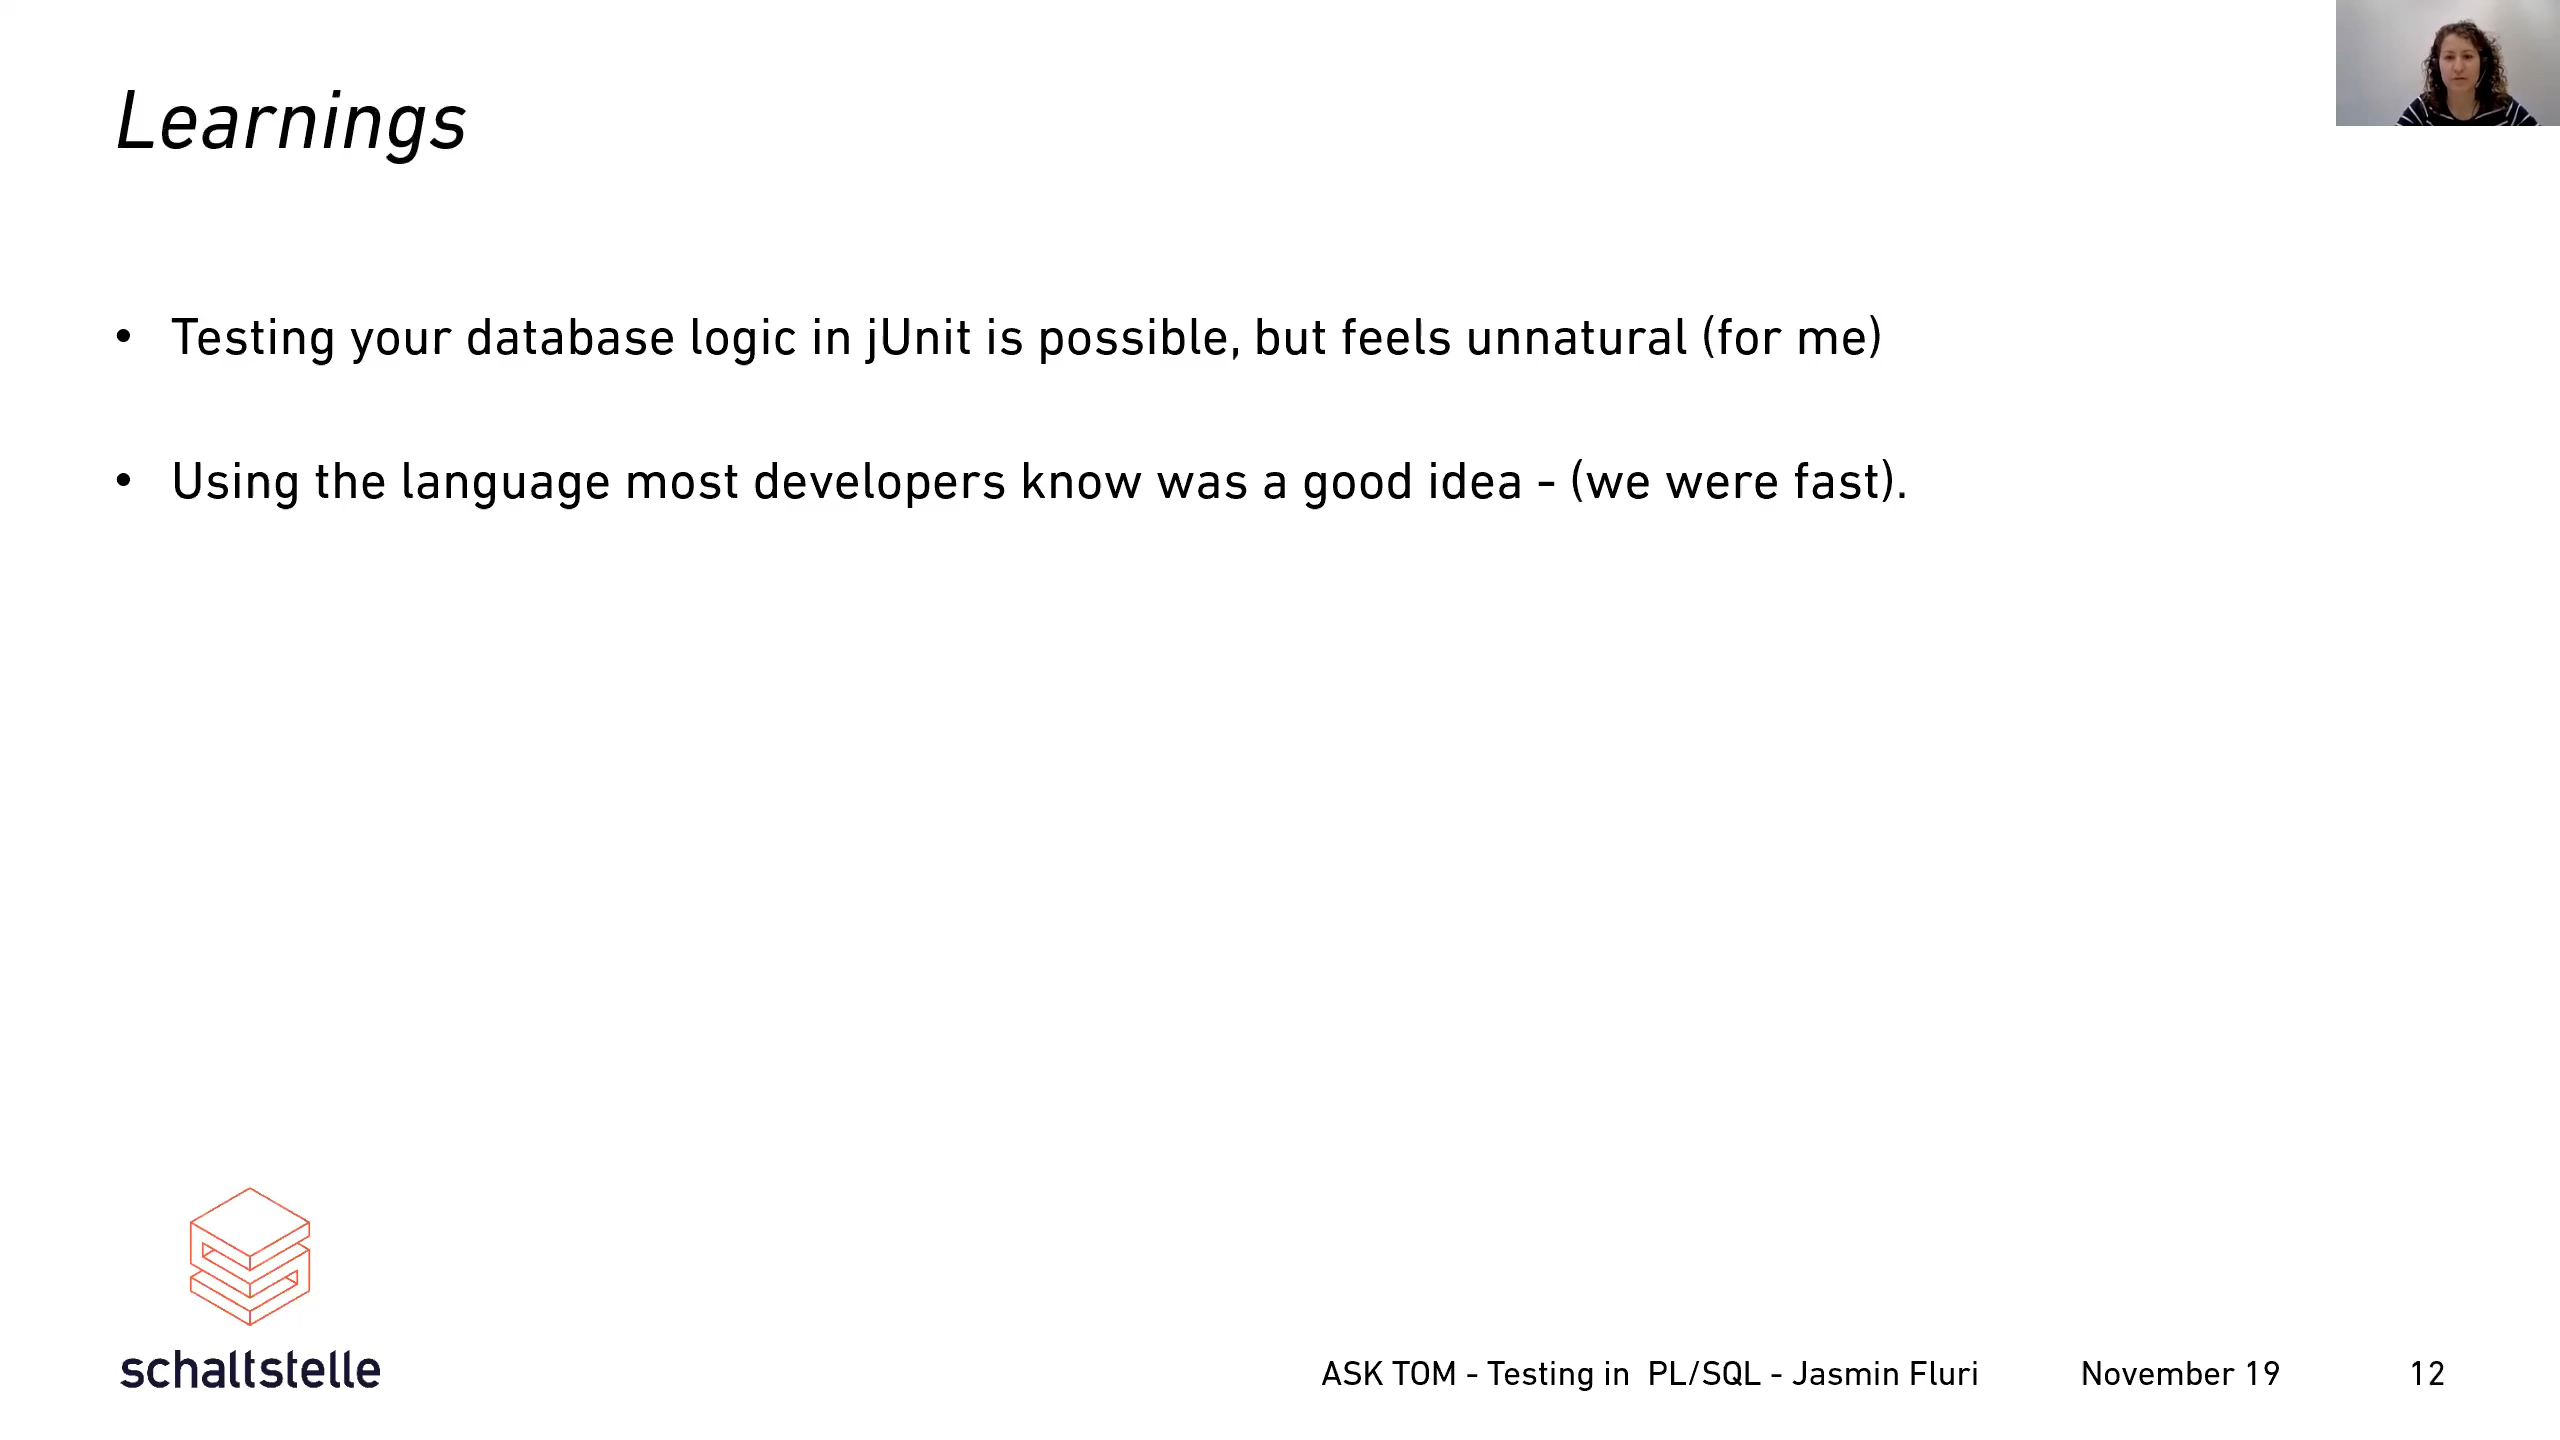 Learnings
• Testing your database logic in jUnit is possible, but feels unnatural (for me)
• Using the language most developers know was a good idea - (we were fast).
schaltstelle
ASK TOM - Testing in  PL/SQL - Jasmin Fluri November 19 12